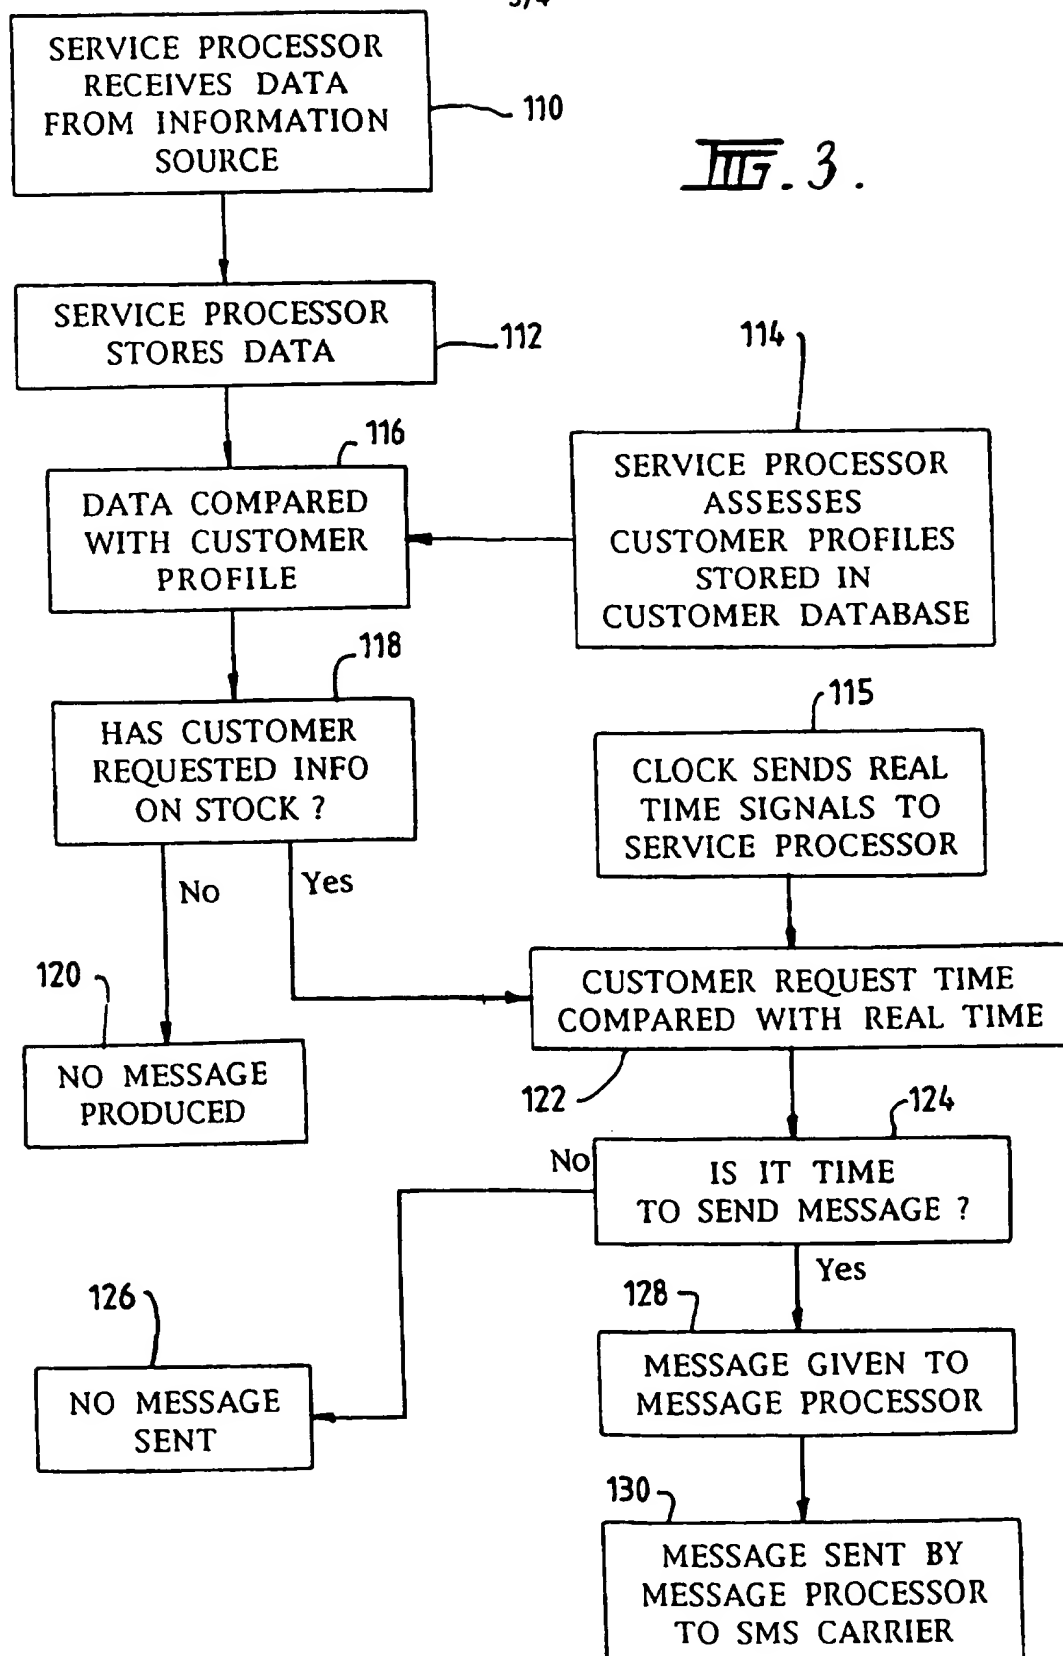 3/4
SERVICE PROCESSOR
RECEIVES DATA
FROM INFORMATION
SOURCE
110
FIG. 3.
SERVICE PROCESSOR
STORES DATA
112
114
116
DATA COMPARED
WITH CUSTOMER
PROFILE
SERVICE PROCESSOR
ASSESSES
CUSTOMER PROFILES
STORED IN
CUSTOMER DATABASE
118
HAS CUSTOMER
REQUESTED INFO
ON STOCK ?
115
CLOCK SENDS REAL
TIME SIGNALS TO
SERVICE PROCESSOR
No
Yes
120
NO MESSAGE
PRODUCED
CUSTOMER REQUEST TIME
COMPARED WITH REAL TIME
122
124
No
IS IT TIME
TO SEND MESSAGE ?
Yes
126
NO MESSAGE
SENT
128
MESSAGE GIVEN TO
MESSAGE PROCESSOR
130
MESSAGE SENT BY
MESSAGE PROCESSOR
TO SMS CARRIER